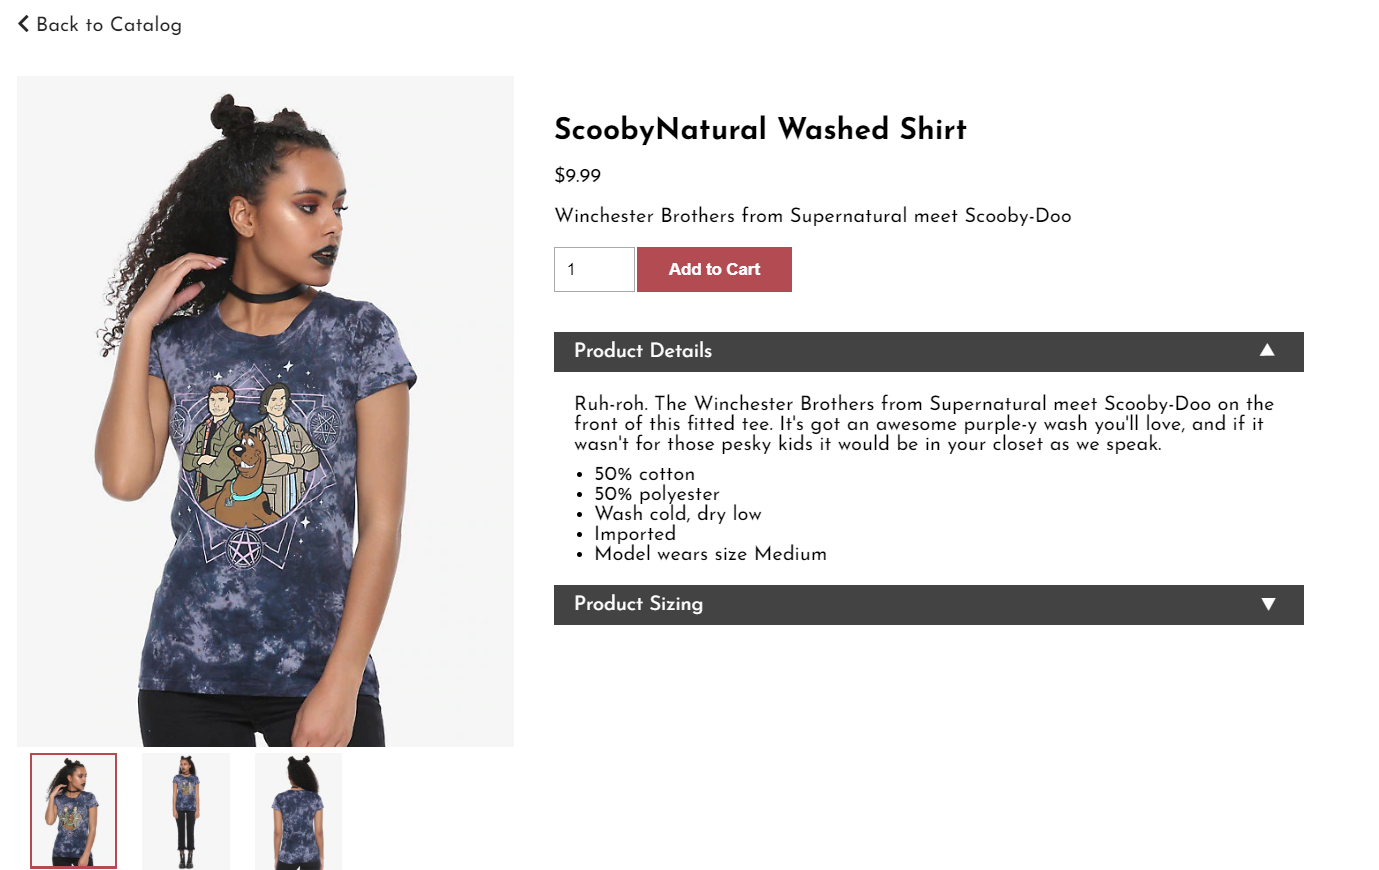 Back to Catalog
ScoobyNatural Washed Shirt
$9.99
Winchester Brothers from Supernatural meet Scooby-Doo
1
Add to Cart
Product Details
Ruh-roh. The Winchester Brothers from Supernatural meet Scooby-Doo on the
front of this fitted tee. It's got an awesome purple-y wash you'll love, and if it
wasn't for those pesky kids it would be in your closet as we speak.
50% cotton
50% polyester
Wash cold, dry low
Imported
Model wears size Medium
Product Sizing